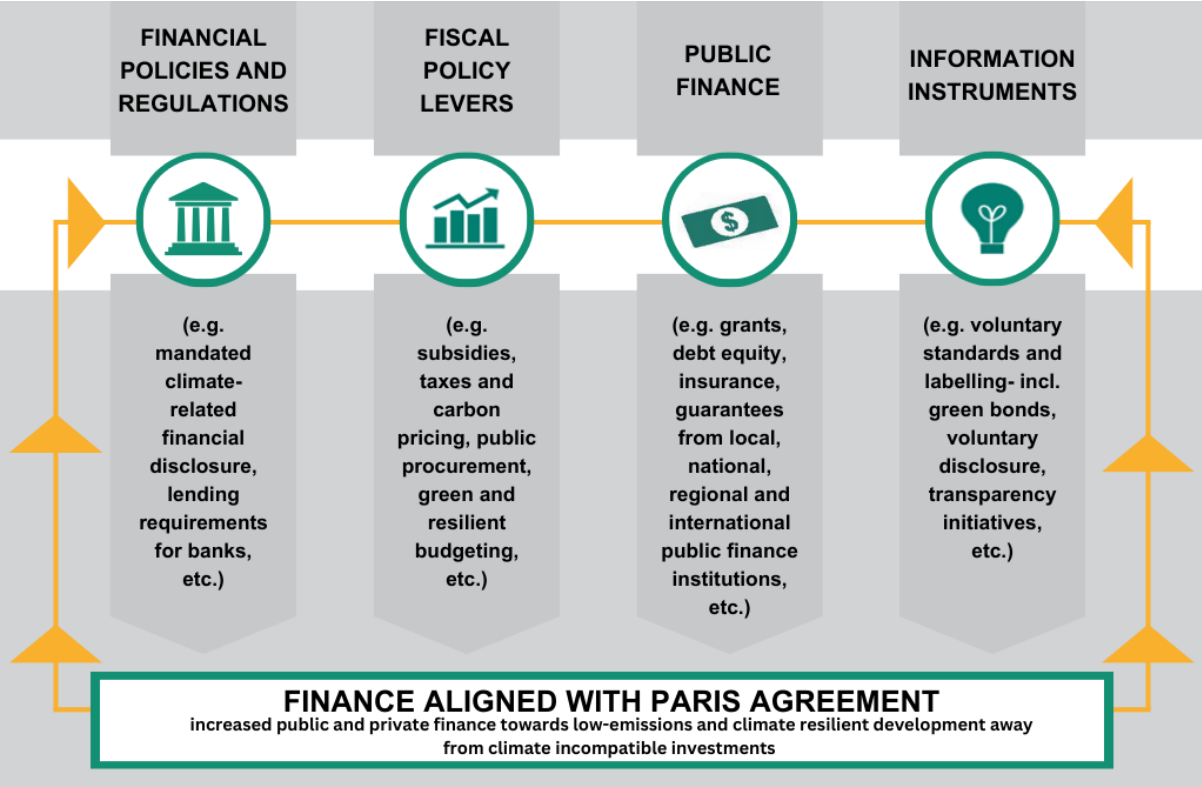 FINANCIAL
POLICIES AND
REGULATIONS
FISCAL
POLICY
LEVERS
PUBLIC
FINANCE
INFORMATION
INSTRUMENTS
$
(e.g.
mandated
climate-
related
financial
disclosure,
lending
requirements
for banks,
etc.)
(e.g.
subsidies,
taxes and
carbon
pricing, public
procurement,
green and
resilient
budgeting,
etc.)
(e.g. grants,
debt equity,
insurance,
guarantees
from local,
national,
regional and
international
public finance
institutions,
etc.)
(e.g. voluntary
standards and
labelling- incl.
green bonds,
voluntary
disclosure,
transparency
initiatives,
etc.)
FINANCE ALIGNED WITH PARIS AGREEMENT
increased public and private finance towards low-emissions and climate resilient development away
from climate incompatible investments